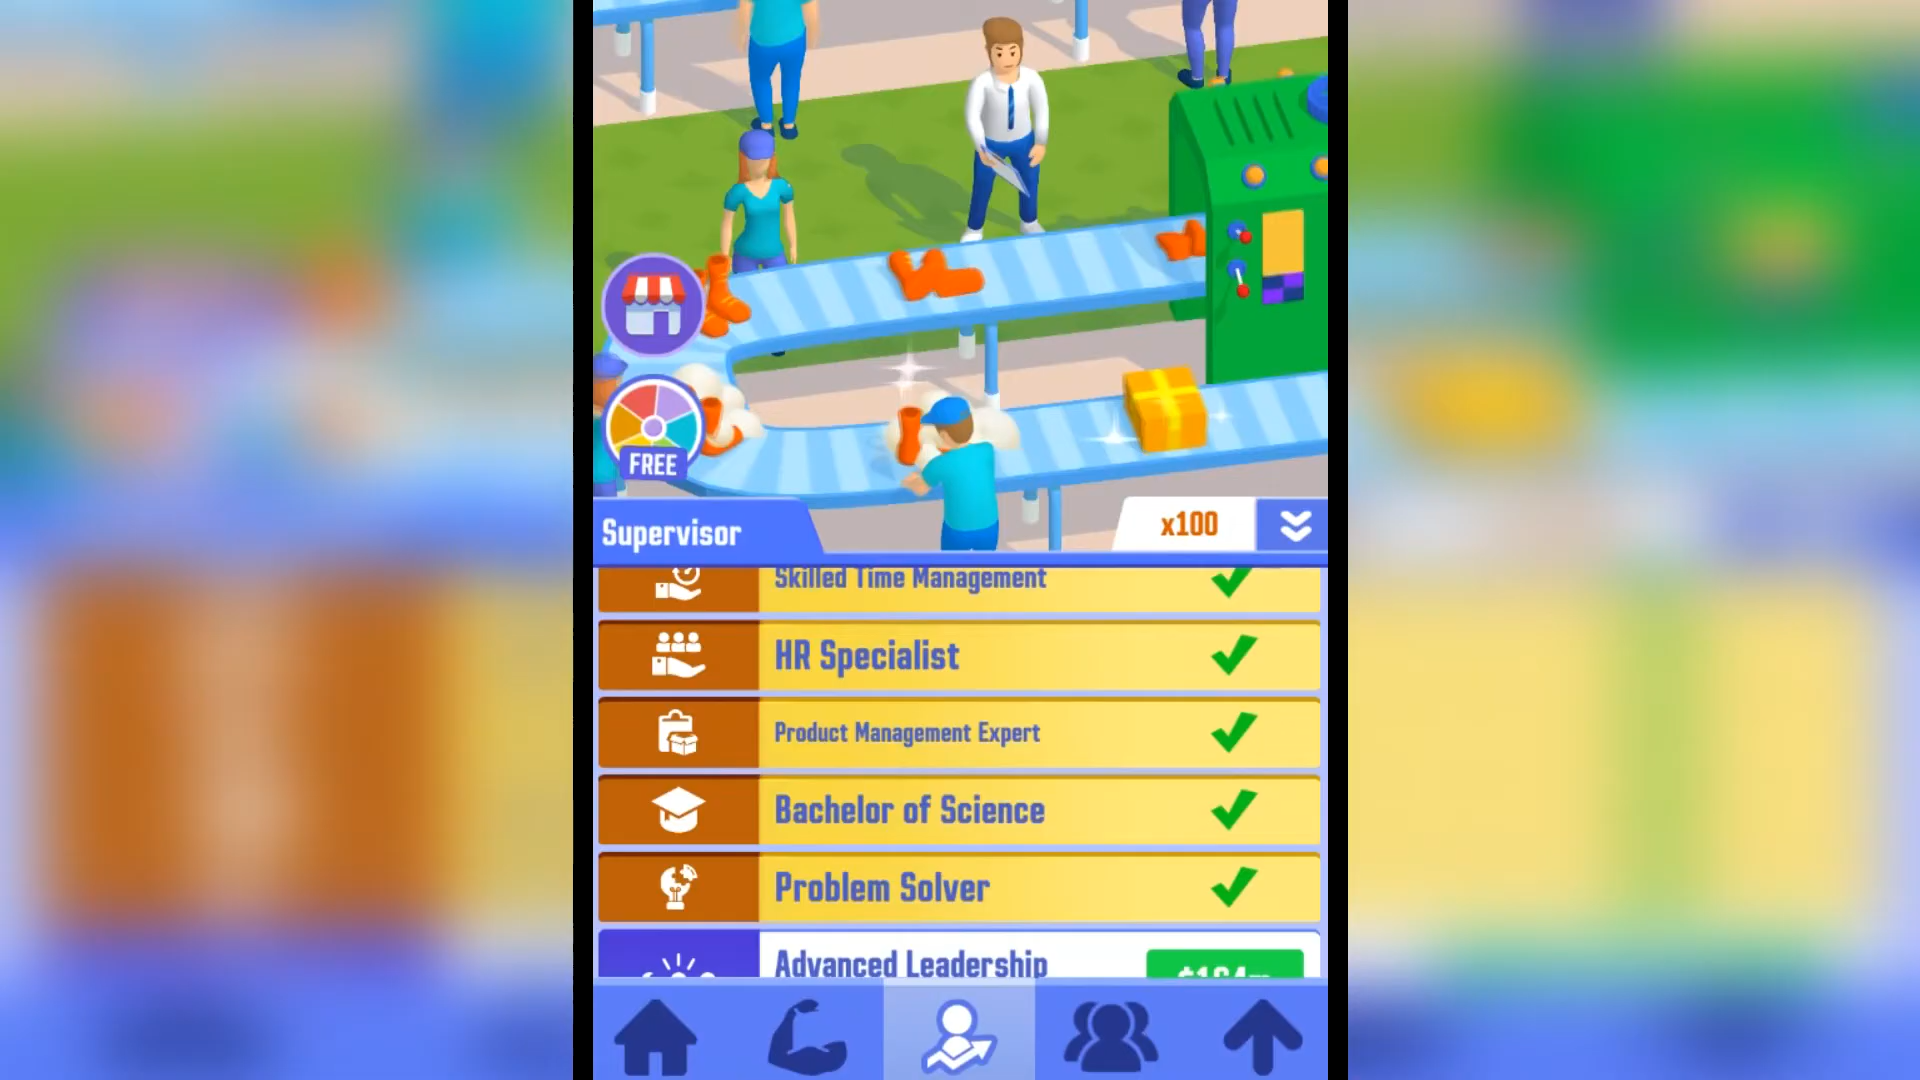 FREE
Supervisor
x100
Skilled Time Management
HR Specialist
Product Management Expert
Bachelor of Science
Problem Solver
Advanced Leadership